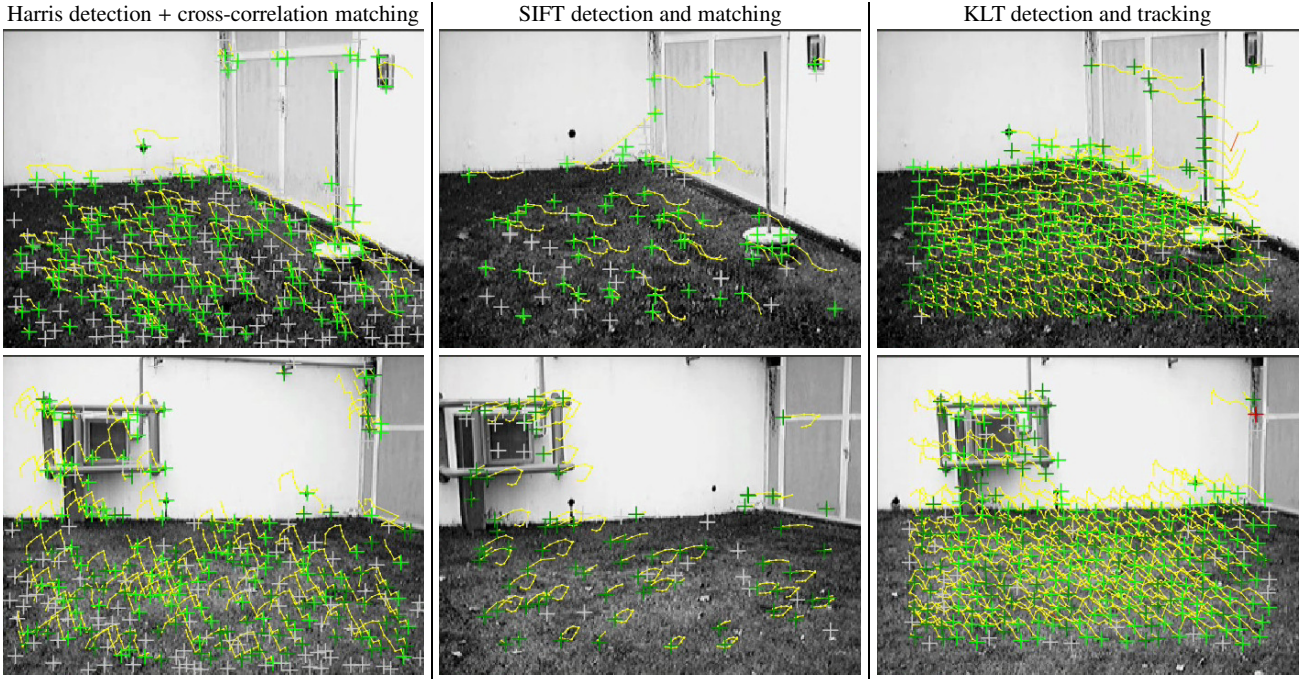 Harris detection + cross-correlation matching
SIFT detection and matching
KLT detection and tracking